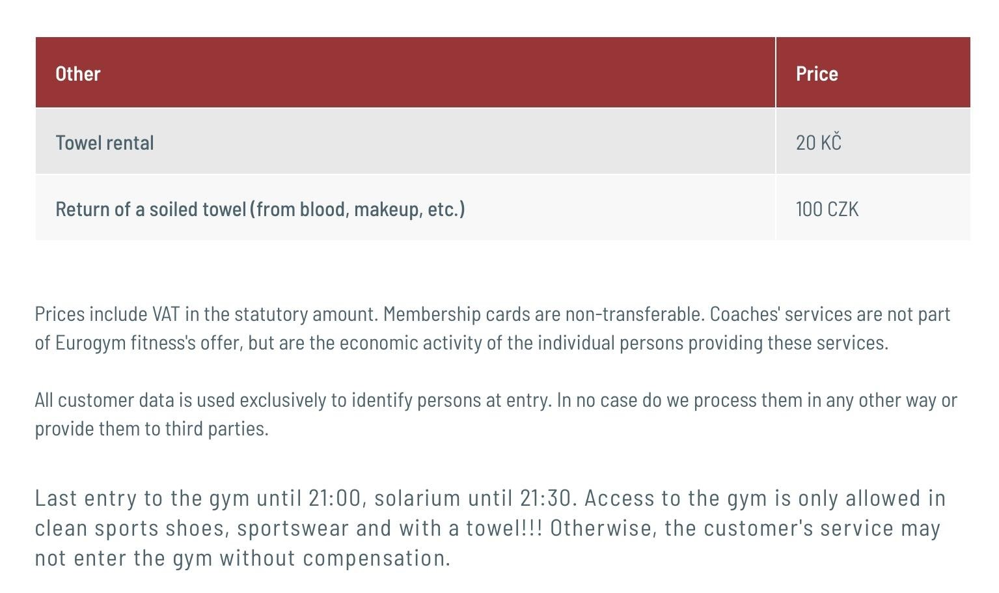 Other Price
Towel rental 20 KČ
Return of a soiled towel (from blood, makeup, etc.) 100 CZK
Prices include VAT in the statutory amount. Membership cards are non-transferable. Coaches' services are not part
of Eurogym fitness's offer, but are the economic activity of the individual persons providing these services.
All customer data is used exclusively to identify persons at entry. In no case do we process them in any other way or
provide them to third parties.
Last entry to the gym until 21:00, solarium until 21:30. Access to the gym is only allowed in
clean sports shoes, sportswear and with a towel!!! Otherwise, the customer's service may
not enter the gym without compensation.